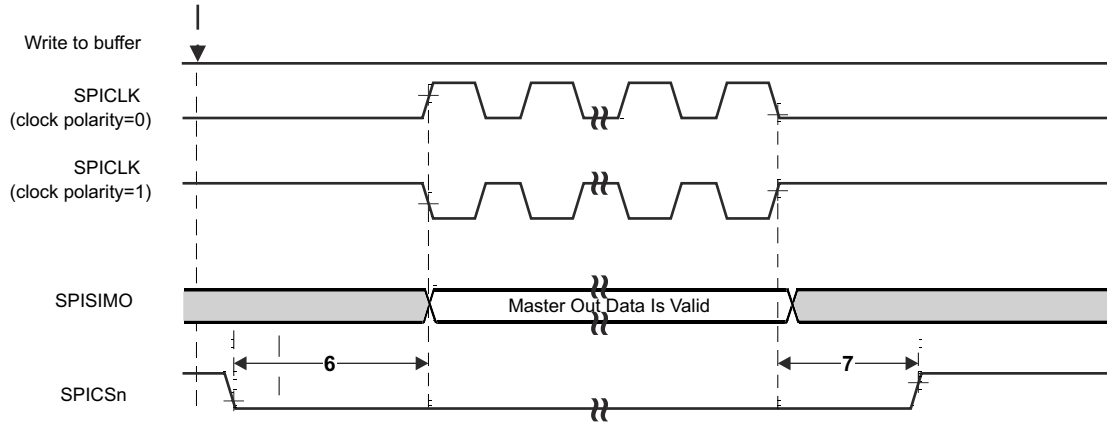 Write to buffer
SPICLK
(clock polarity=0)
SPICLK
(clock polarity=1)
SPISIMO
Master Out Data Is Valid
6
7
SPICSn